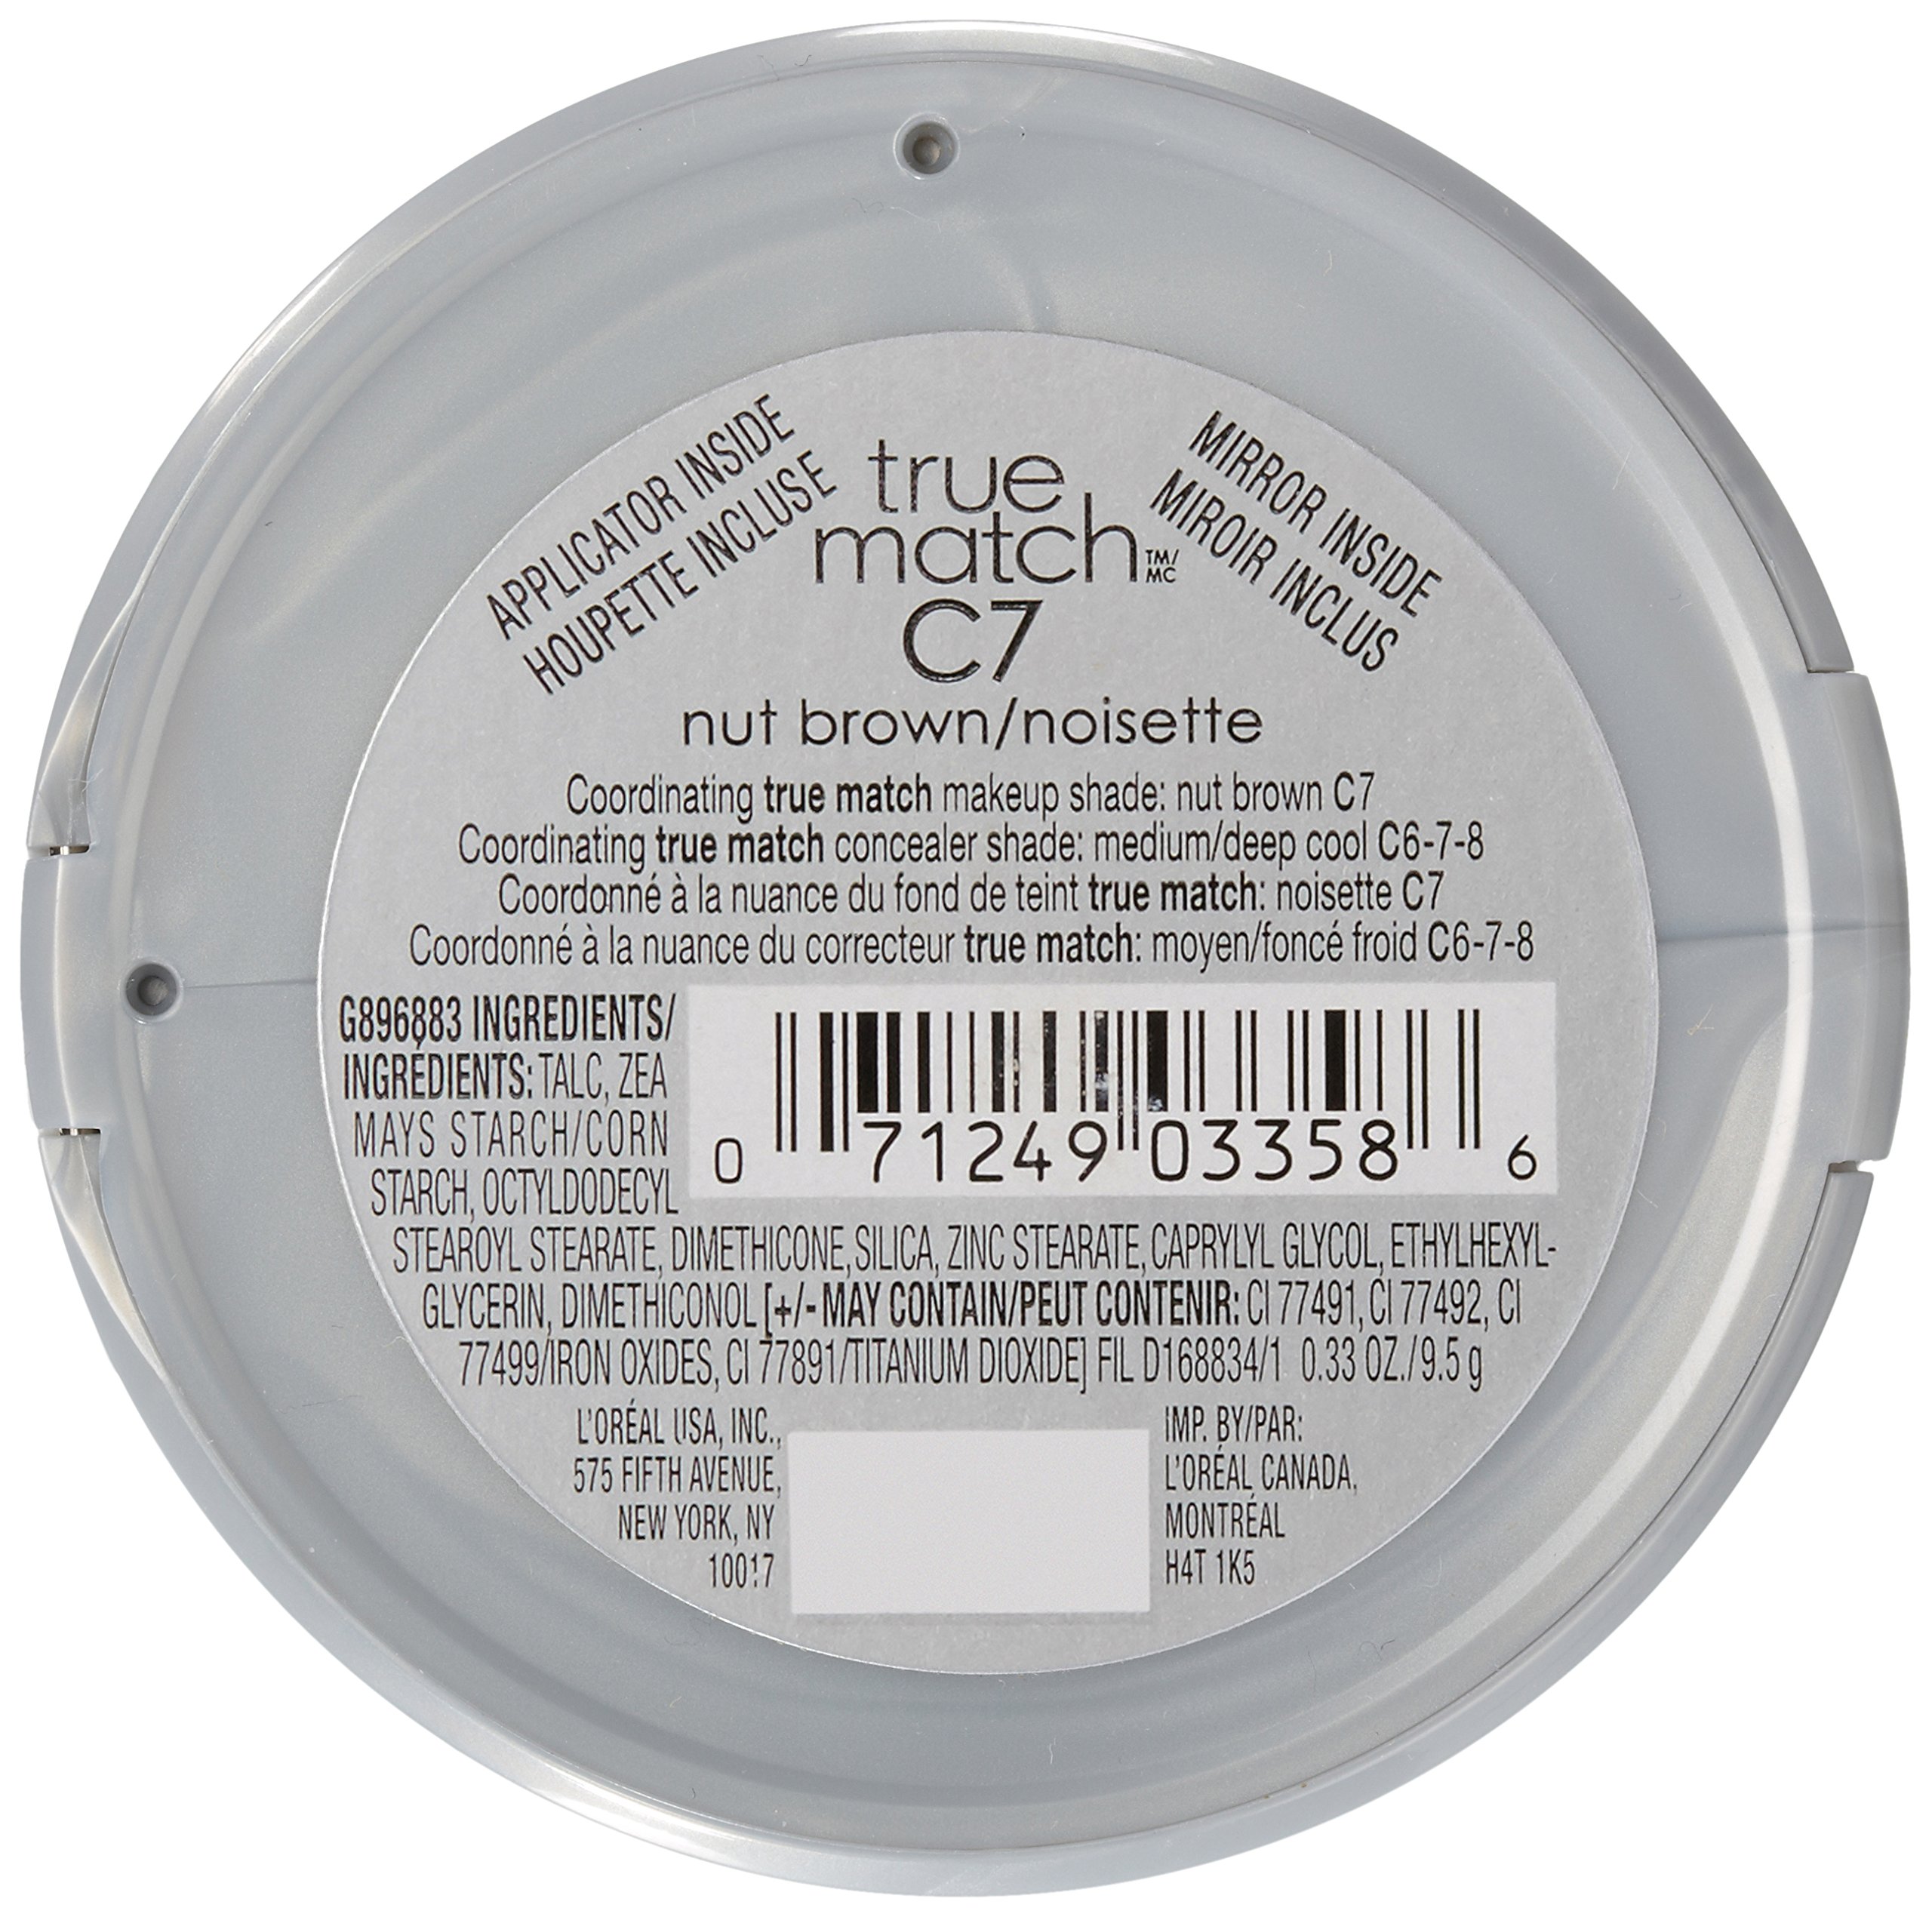 APPLICATOR INSIDE
HOUPETTE INCLUSE
true
match TM/MC
MIRROR INSIDE
MIROIR INCLUS
C7
nut brown/noisette
Coordinating true match makeup shade: nut brown C7
Coordinating true match concealer shade: medium/deep cool C6-7-8
Coordonné à la nuance du fond de teint true match: noisette C7
Coordonné à la nuance du correcteur true match: moyen/foncé froid C6-7-8
G896883 INGREDIENTS/
INGRÉDIENTS: TALC, ZEA
MAYS STARCH/CORN
STARCH, OCTYLDODECYL
0 71249 03358 6
STEAROYL STEARATE, DIMETHICONE, SILICA, ZINC STEARATE, CAPRYLYL GLYCOL, ETHYLHEXYL-
GLYCERIN, DIMETHICONOL [+/- MAY CONTAIN/PEUT CONTENIR: CI 77491, CI 77492, CI
77499/IRON OXIDES, CI 77891/TITANIUM DIOXIDE] FIL D168834/1 0.33 OZ./9.5 g
L'ORÉAL USA, INC.,
575 FIFTH AVENUE,
NEW YORK, NY
10017
IMP. BY/PAR:
L'ORÉAL CANADA,
MONTRÉAL
H4T 1K5